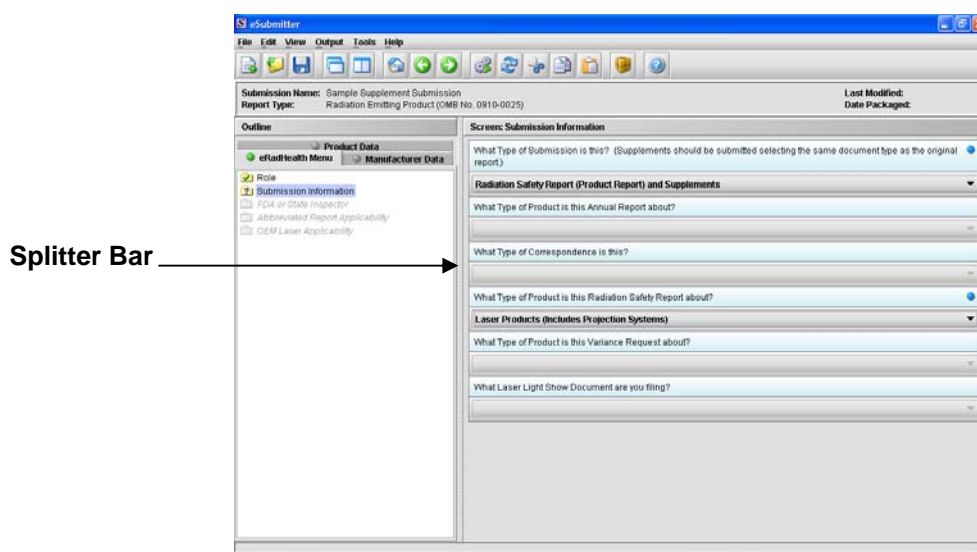 eSubmitter
File Edit View Output Tools Help
Submission Name: Sample Supplement Submission
Last Modified:
Report Type: Radiation Emitting Product (OMB No. 0910-0025)
Date Packaged:
Outline
Product Data
eRadHealth Menu Manufacturer Data
Role
Submission Information
FDA or State Inspector
Abbreviated Report Applicability
OEM Laser Applicability
Screen: Submission Information
What Type of Submission is this? (Supplements should be submitted selecting the same document type as the original
report.)
Radiation Safety Report (Product Report) and Supplements
What Type of Product is this Annual Report about?
What Type of Correspondence is this?
What Type of Product is this Radiation Safety Report about?
Laser Products (Includes Projection Systems)
What Type of Product is this Variance Request about?
What Laser Light Show Document are you filing?
Splitter Bar